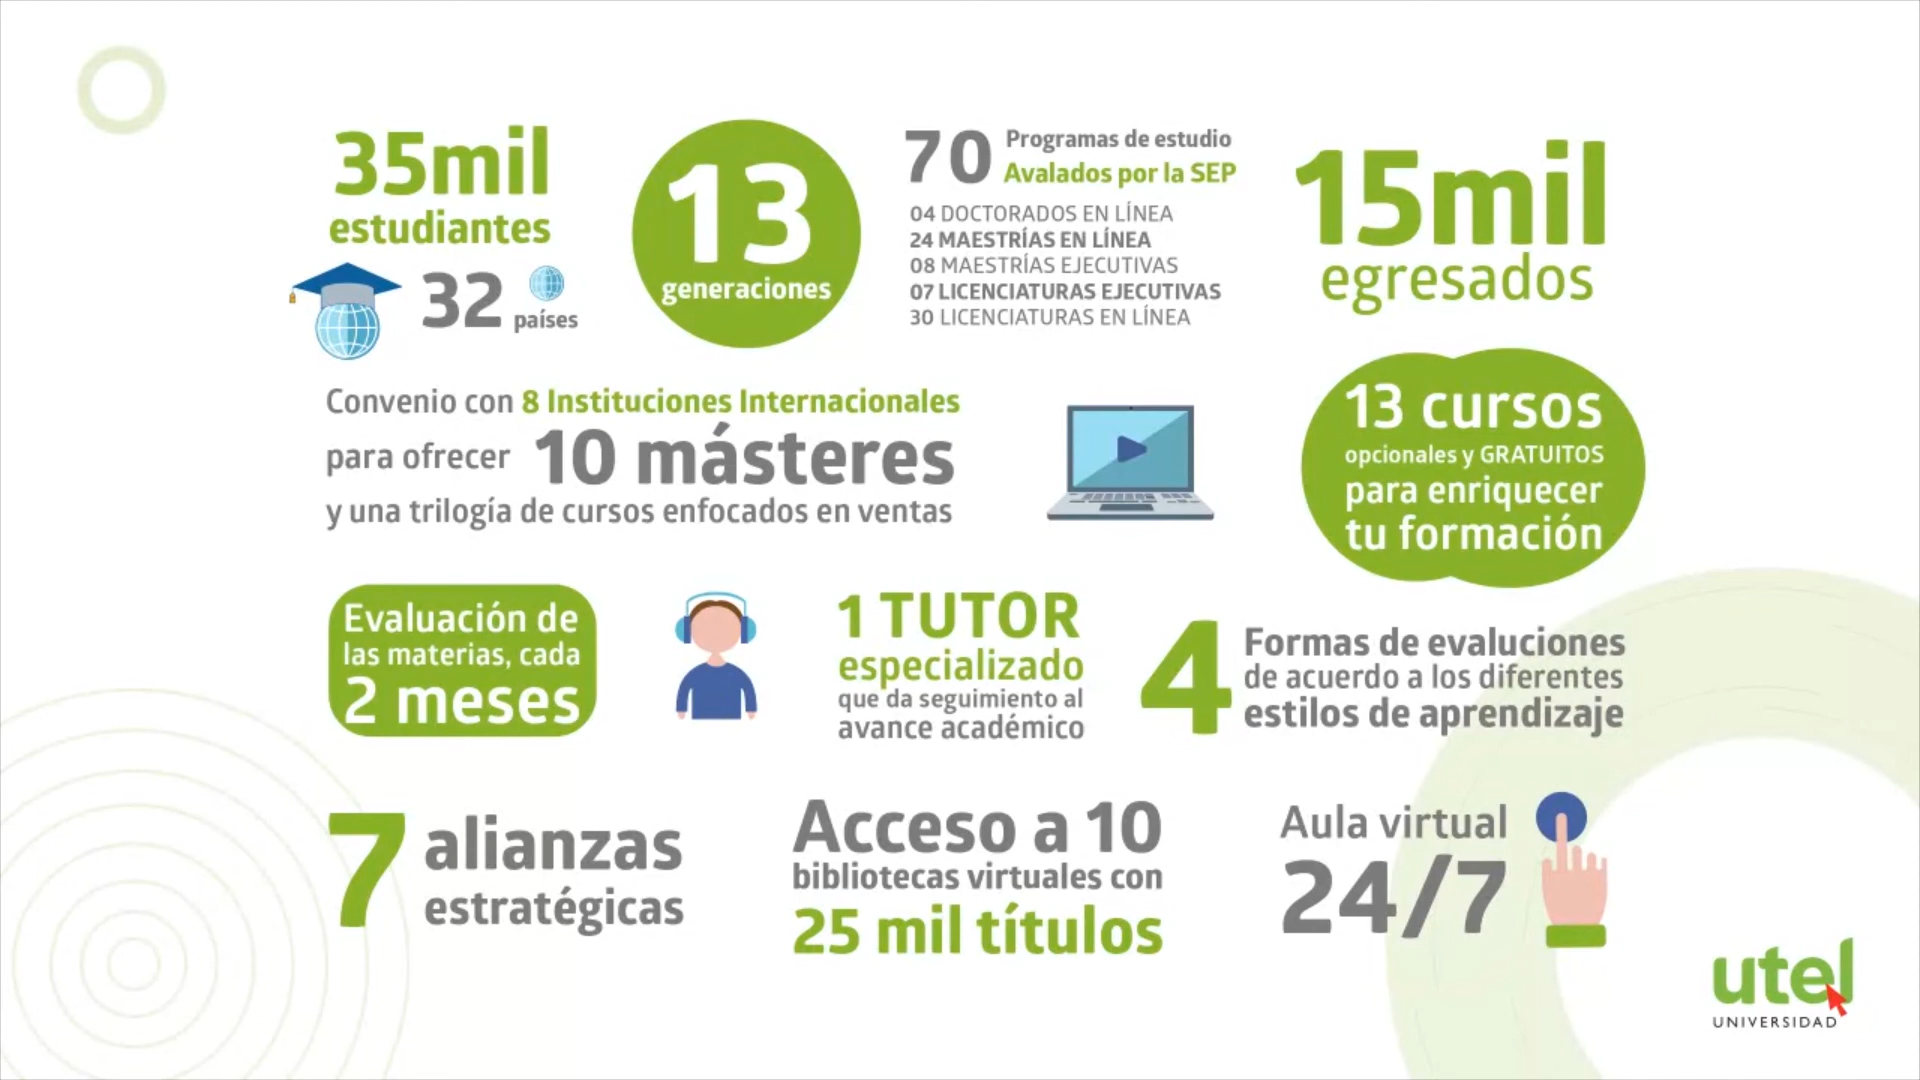 35mil
estudiantes
32 países
13
generaciones
70 Programas de estudio
Avalados por la SEP
04 DOCTORADOS EN LÍNEA
24 MAESTRÍAS EN LÍNEA
08 MAESTRÍAS EJECUTIVAS
07 LICENCIATURAS EJECUTIVAS
30 LICENCIATURAS EN LÍNEA
15mil
egresados
Convenio con 8 Instituciones Internacionales
para ofrecer 10 másteres
y una trilogía de cursos enfocados en ventas
13 cursos
opcionales y GRATUITOS
para enriquecer
tu formación
Evaluación de
las materias, cada
2 meses
1 TUTOR
especializado
que da seguimiento al
avance académico
4 Formas de evaluciones
de acuerdo a los diferentes
estilos de aprendizaje
7 alianzas
estratégicas
Acceso a 10
bibliotecas virtuales con
25 mil títulos
Aula virtual
24/7
utel
UNIVERSIDAD